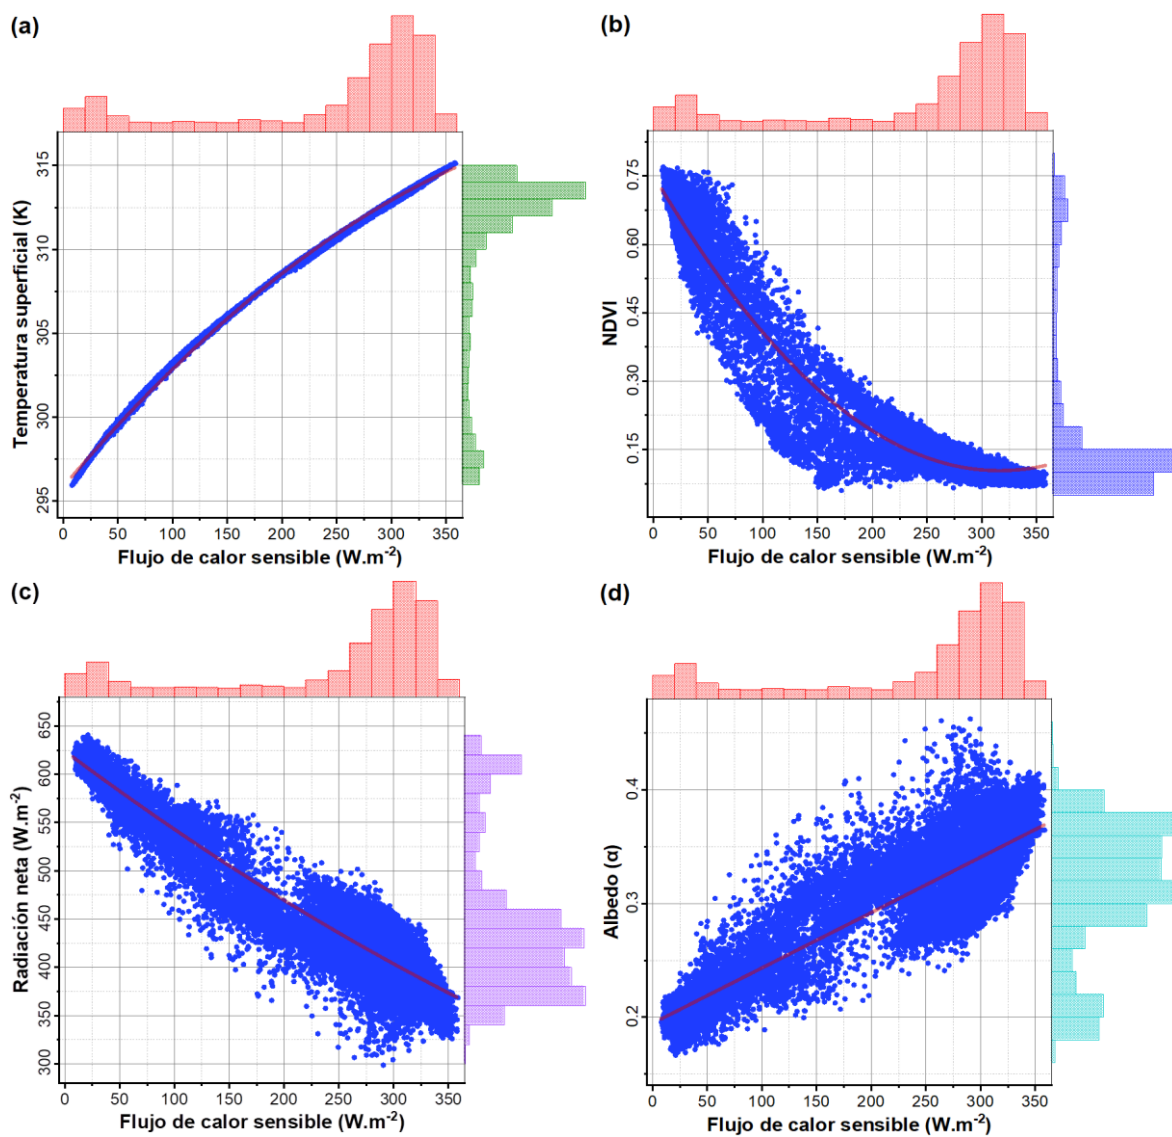 (a)
315
310
305
300
295
Temperatura superficial (K)
0 50 100 150 200 250 300 350
Flujo de calor sensible (W.m-2)
(b)
0.75
0.60
0.45
0.30
0.15
NDVI
0 50 100 150 200 250 300 350
Flujo de calor sensible (W.m-2)
(c)
650
600
550
500
450
400
350
300
Radiación neta (W.m-2)
0 50 100 150 200 250 300 350
Flujo de calor sensible (W.m-2)
(d)
0.4
0.3
0.2
Albedo (α)
0 50 100 150 200 250 300 350
Flujo de calor sensible (W.m-2)